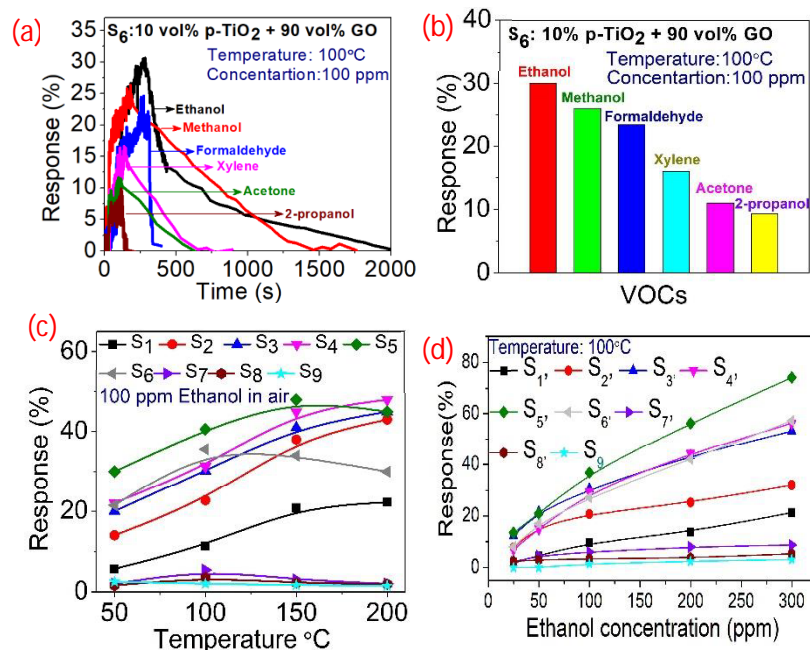 (a)
S6:10 vol% p-TiO2 + 90 vol% GO
Temperature: 100°C
Concentartion:100 ppm
Ethanol
Methanol
Formaldehyde
Xylene
Acetone
2-propanol
Response (%)
40
35
30
25
20
15
10
5
0
0 500 1000 1500 2000
Time (s)
(b)
S6: 10% p-TiO2 + 90 vol% GO
Temperature:100°C
Concentartion:100 ppm
Ethanol
Methanol
Formaldehyde
Xylene
Acetone
2-propanol
Response (%)
40
30
20
10
0
VOCs
(c)
S1 S2 S3 S4 S5
S6 S7 S8 S9
100 ppm Ethanol in air
Response (%)
60
40
20
0
50 100 150 200
Temperature °C
(d)
Temperature: 100°C
S1, S2, S3, S4,
S5, S6, S7,
S8, S9
Response (%)
80
60
40
20
0
0 50 100 150 200 250 300
Ethanol concentration (ppm)